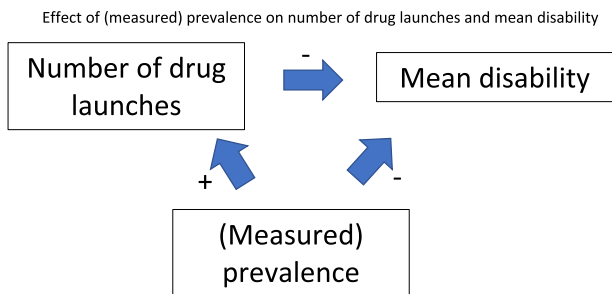 Effect of (measured) prevalence on number of drug launches and mean disability
-
Number of drug
launches
Mean disability
+
-
(Measured)
prevalence